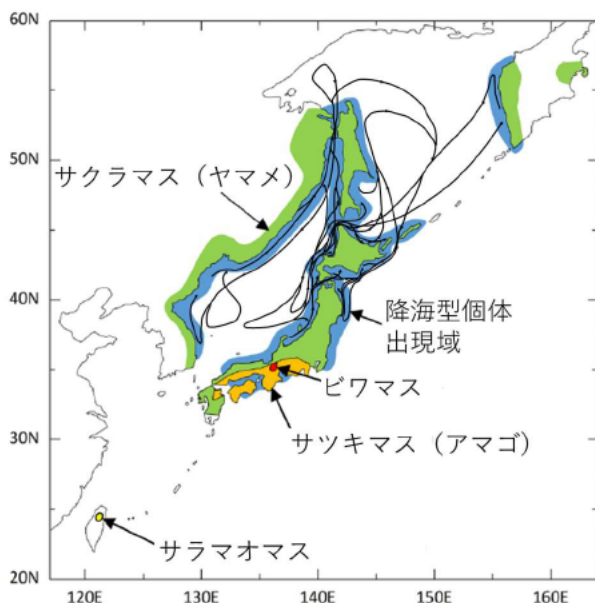 60N
50N
サクラマス（ヤマメ）
40N
降海型個体
出現域
ビワマス
サツキマス（アマゴ）
30N
サラマオマス
20N
120E
130E
140E
150E
160E